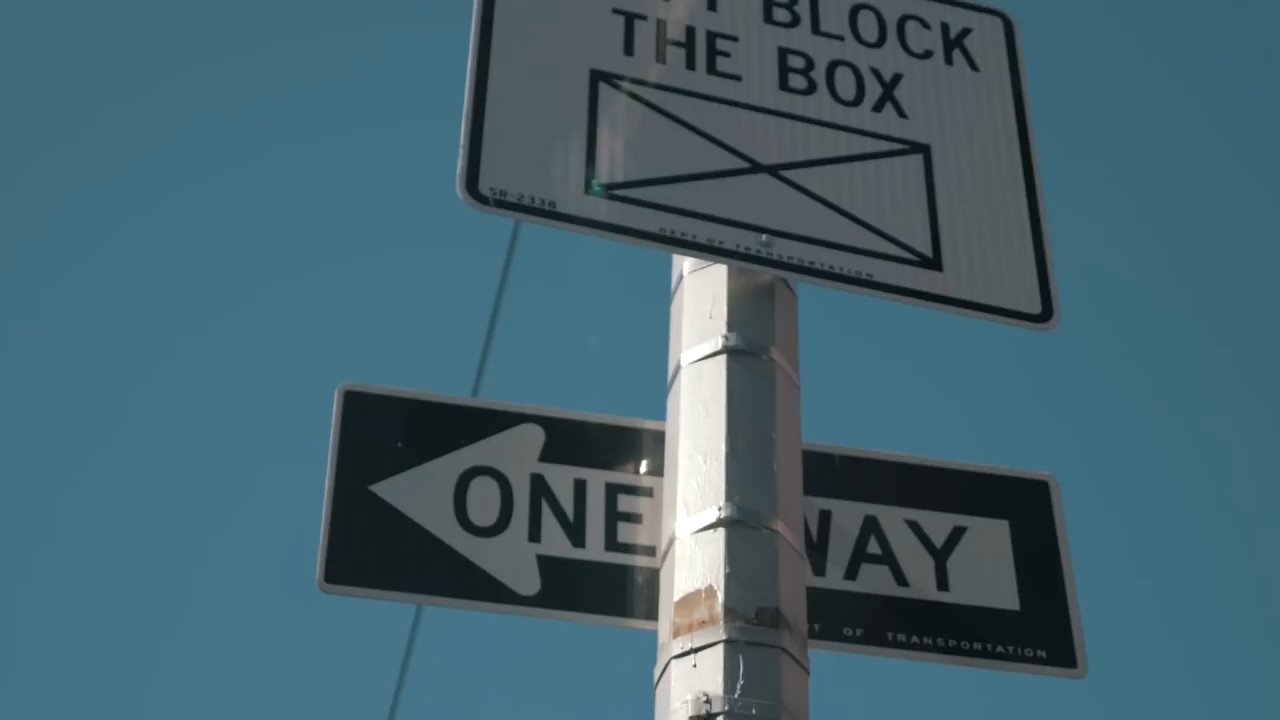 BLOCK
THE BOX
SR-2338
DEPT OF TRANSPORTATION
ONE WAY
OF TRANSPORTATION